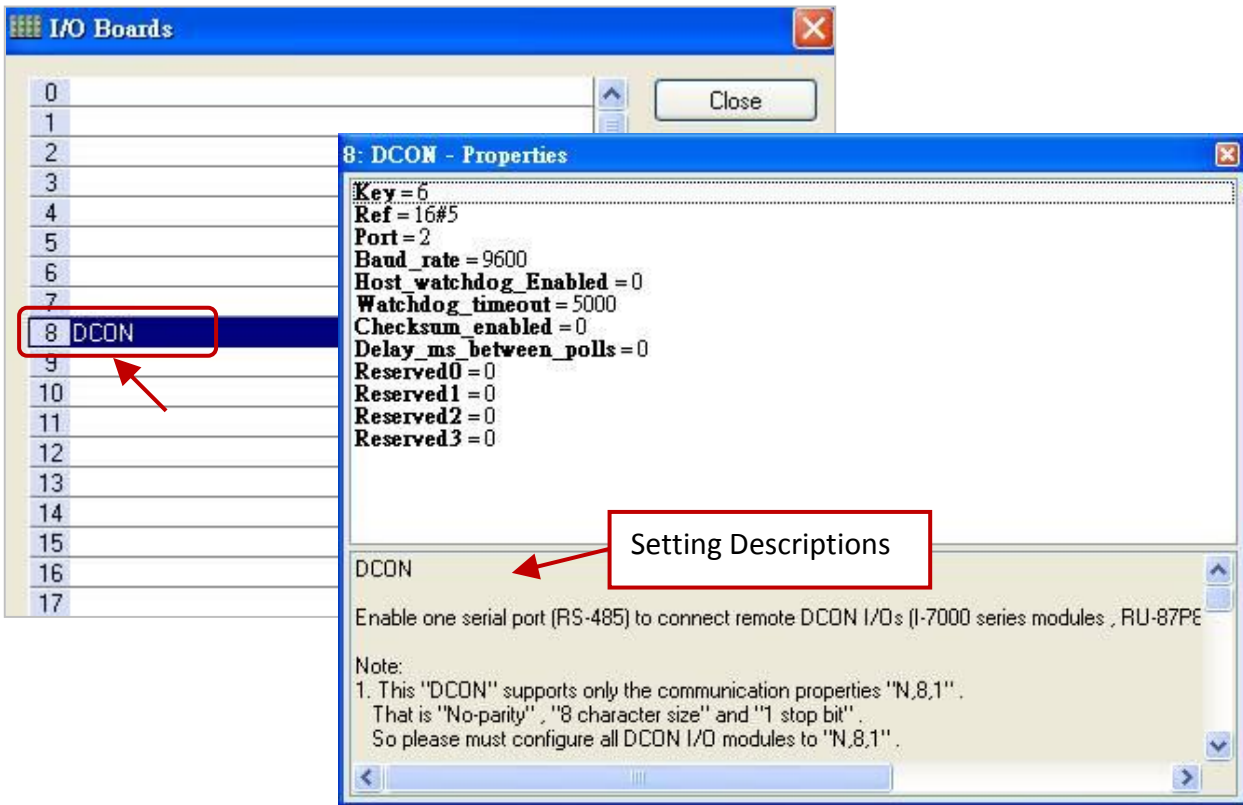 I/O Boards
0
1
2
3
4
5
6
7
8 DCON
9
10
11
12
13
14
15
16
17
Close
8: DCON - Properties
Key = 6
Ref = 16#5
Port = 2
Baud_rate = 9600
Host_watchdog_Enabled = 0
Watchdog_timeout = 5000
Checksum_enabled = 0
Delay_ms_between_polls = 0
Reserved0 = 0
Reserved1 = 0
Reserved2 = 0
Reserved3 = 0
Setting Descriptions
DCON
Enable one serial port (RS-485) to connect remote DCON I/Os (I-7000 series modules , RU-87P
Note:
1. This "DCON" supports only the communication properties "N,8,1" .
That is "No-parity" , "8 character size" and "1 stop bit" .
So please must configure all DCON I/O modules to "N,8,1" .